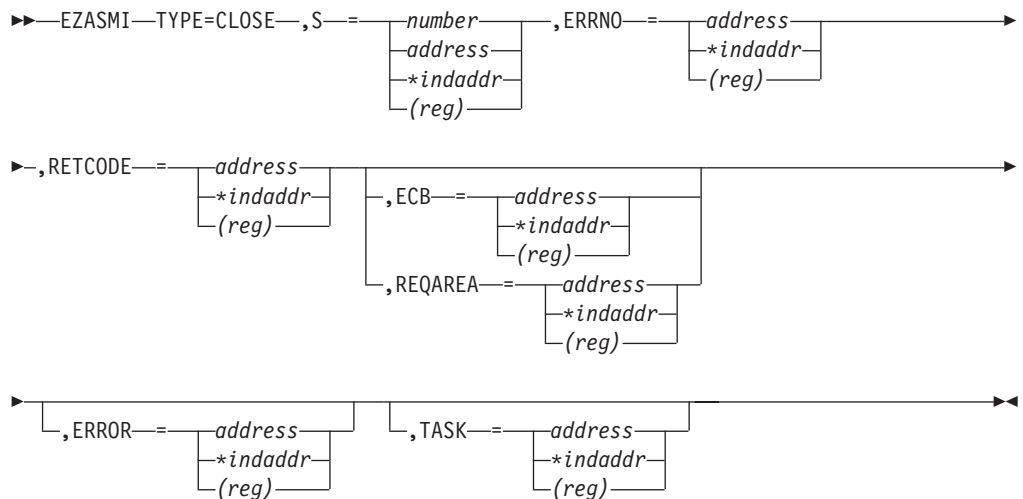 EZASMI TYPE=CLOSE ,S = number ,ERRNO = address
address *indaddr
*indaddr (reg)
(reg)
,RETCODE = address
*indaddr ,ECB = address
(reg) *indaddr
(reg)
,REQAREA = address
*indaddr
(reg)
,ERROR = address ,TASK = address
*indaddr *indaddr
(reg) (reg)